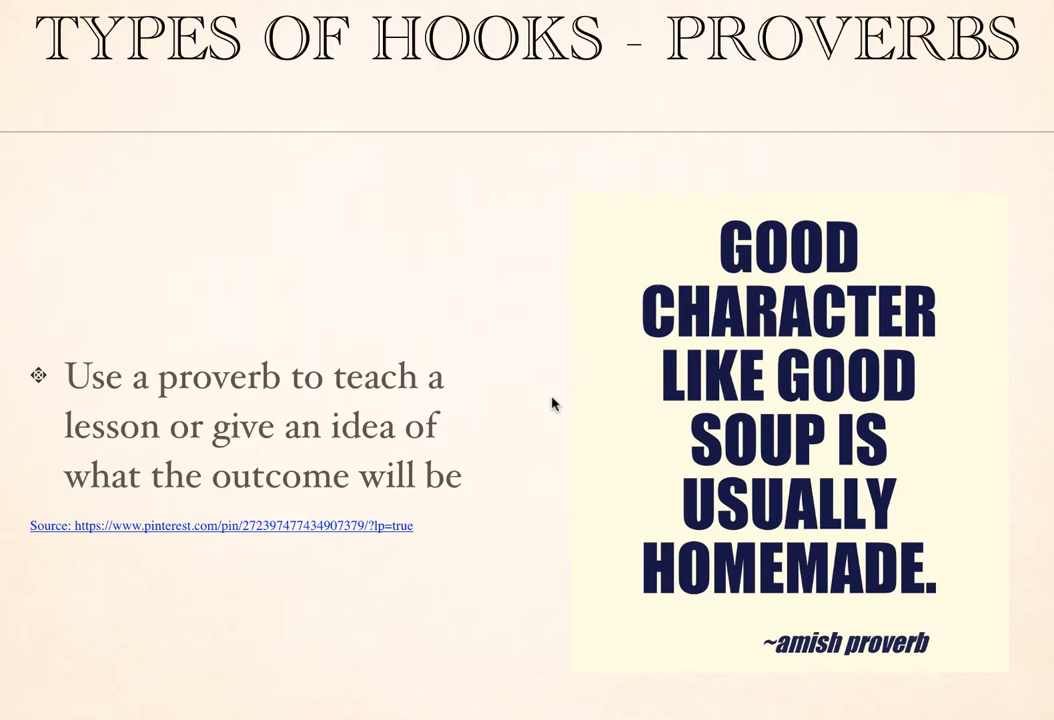 TYPES OF HOOKS - PROVERBS
Use a proverb to teach a
lesson or give an idea of
what the outcome will be
Source: https://www.pinterest.com/pin/272397477434907379/?lp=true
GOOD
CHARACTER
LIKE GOOD
SOUP IS
USUALLY
HOMEMADE.
~amish proverb